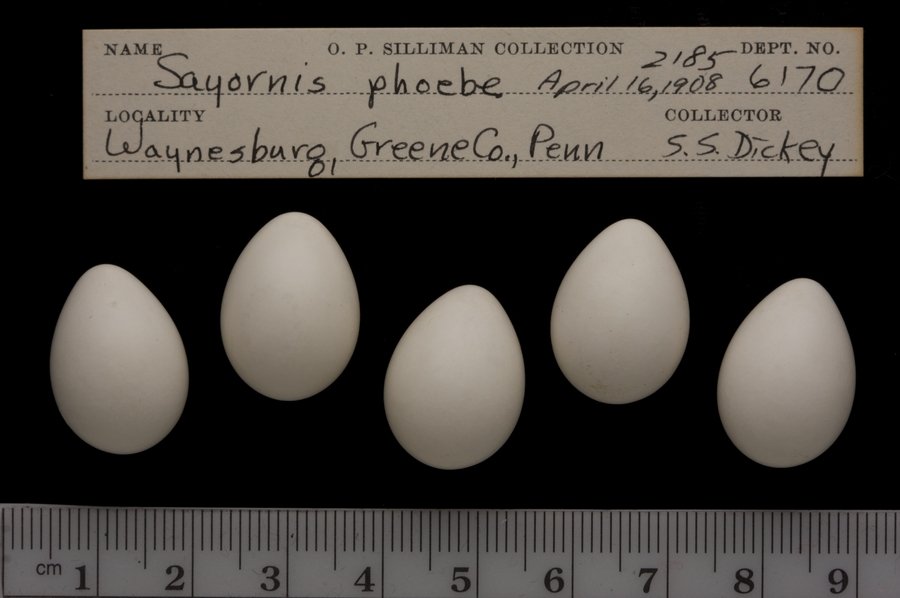 NAME O. P. SILLIMAN COLLECTION 2185 DEPT. NO.
Sayornis phoebe April 16, 1908 6170
LOCALITY COLLECTOR
Waynesburg, Greene Co., Penn S. S. Dickey
cm 1 2 3 4 5 6 7 8 9